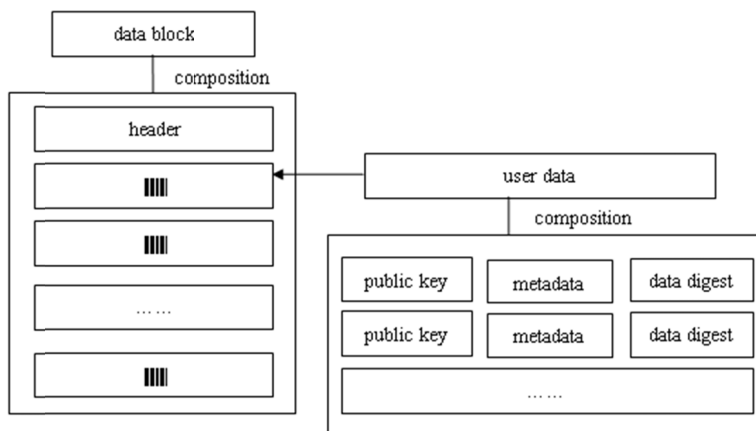 data block
composition
header
user data
composition
public key metadata data digest
public key metadata data digest
... ...
... ...